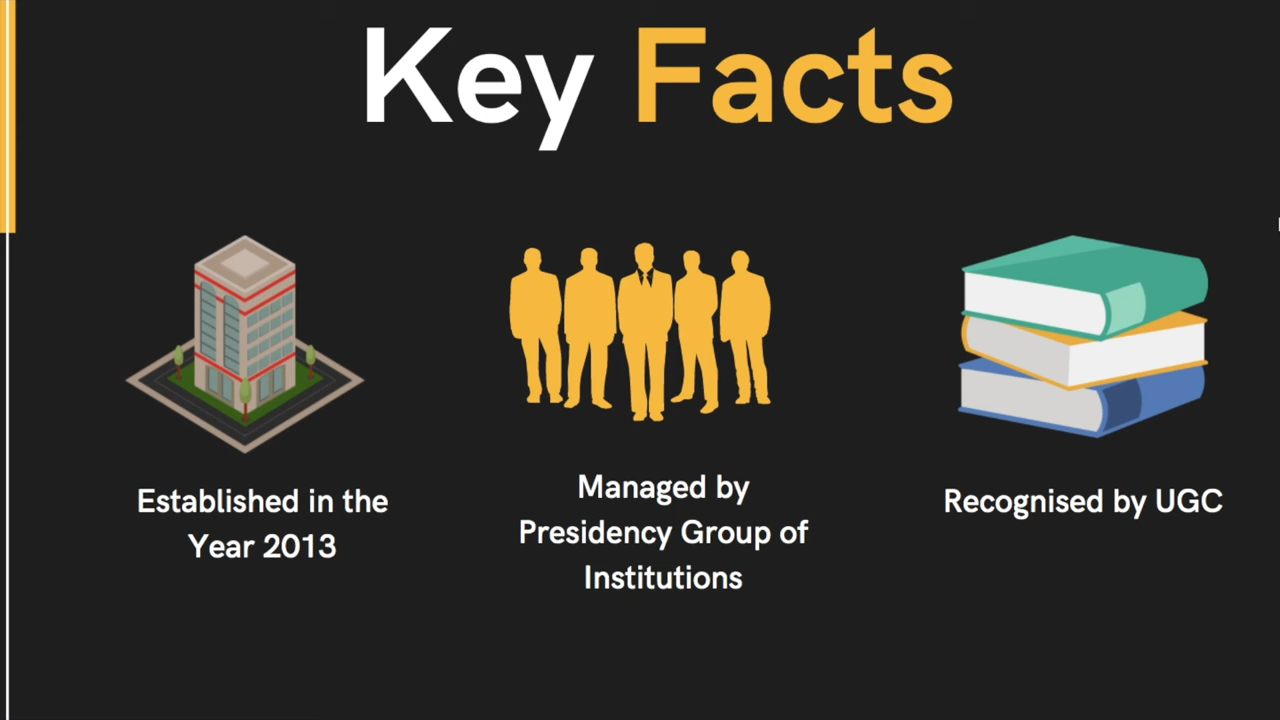 Key Facts
Established in the
Year 2013
Managed by
Presidency Group of
Institutions
Recognised by UGC